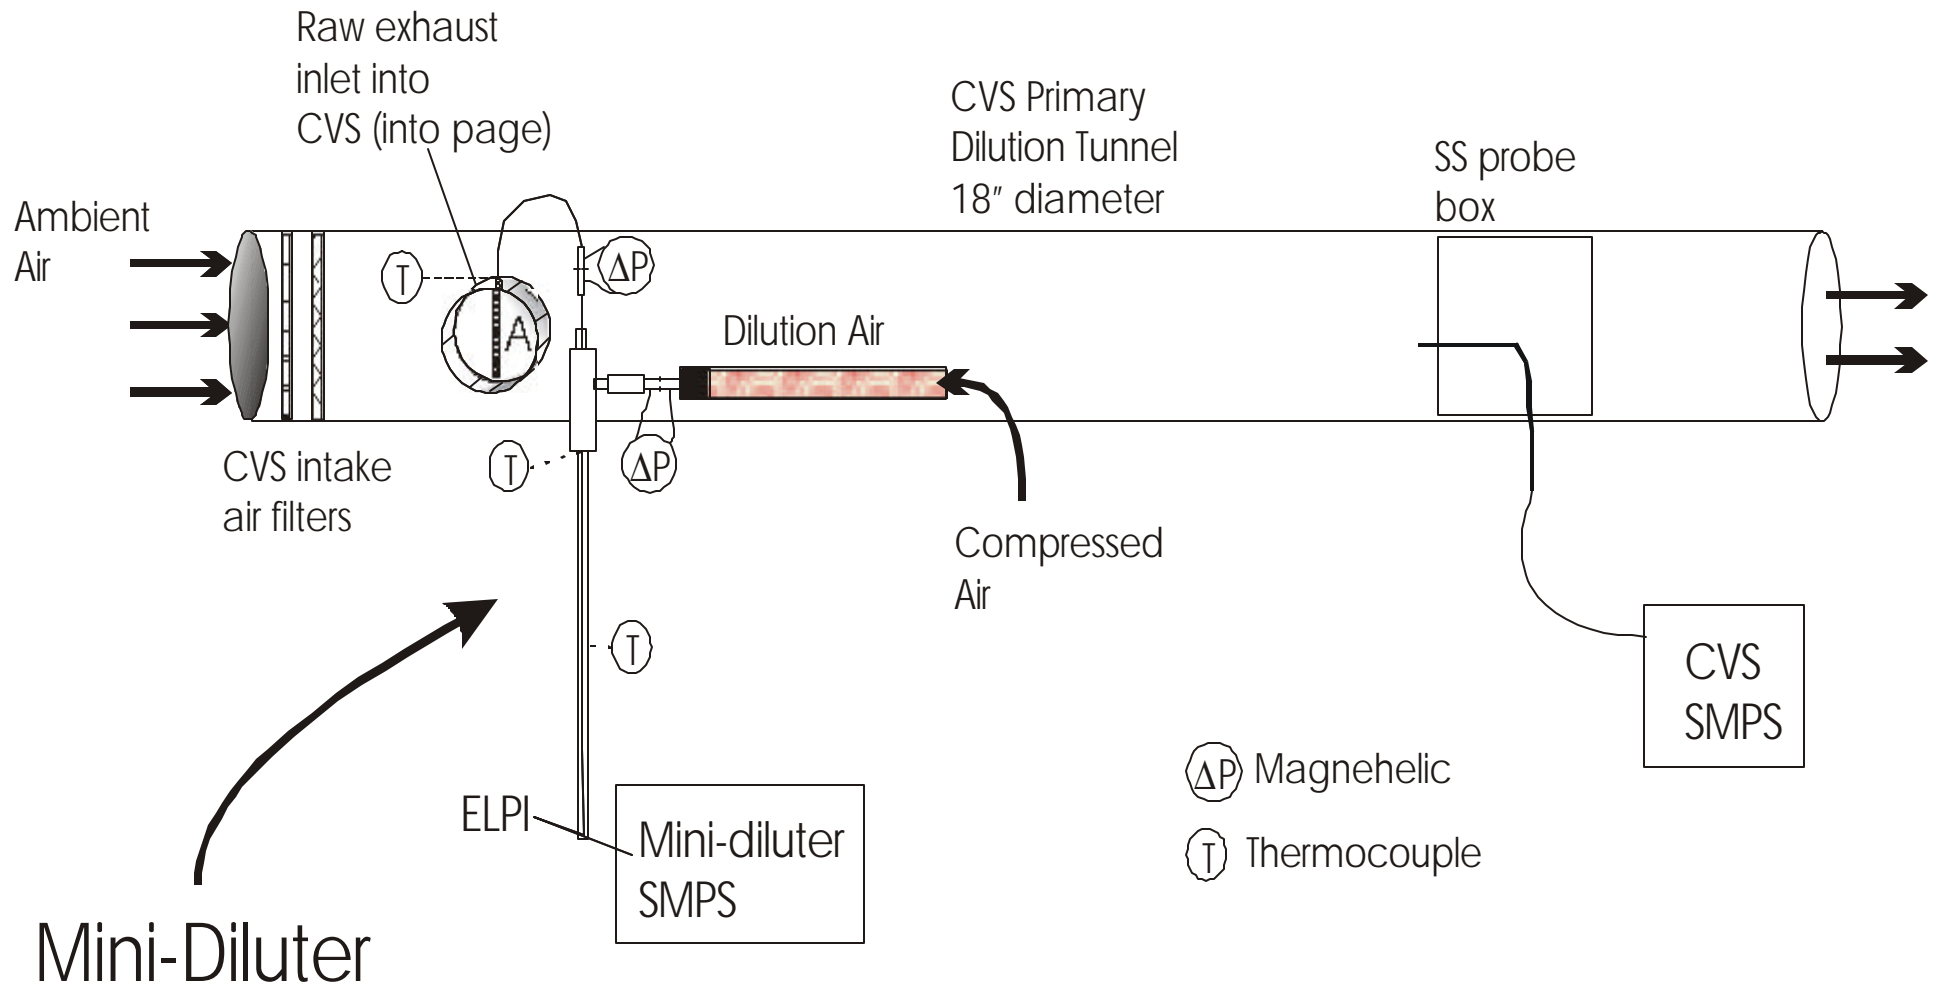 Raw exhaust
inlet into
CVS (into page)
CVS Primary
Dilution Tunnel
18" diameter
SS probe
box
Ambient
Air
T
ΔP
A
Dilution Air
CVS intake
air filters
T
ΔP
Compressed
Air
T
CVS
SMPS
ELPI
Mini-diluter
SMPS
ΔP Magnehelic
T Thermocouple
Mini-Diluter